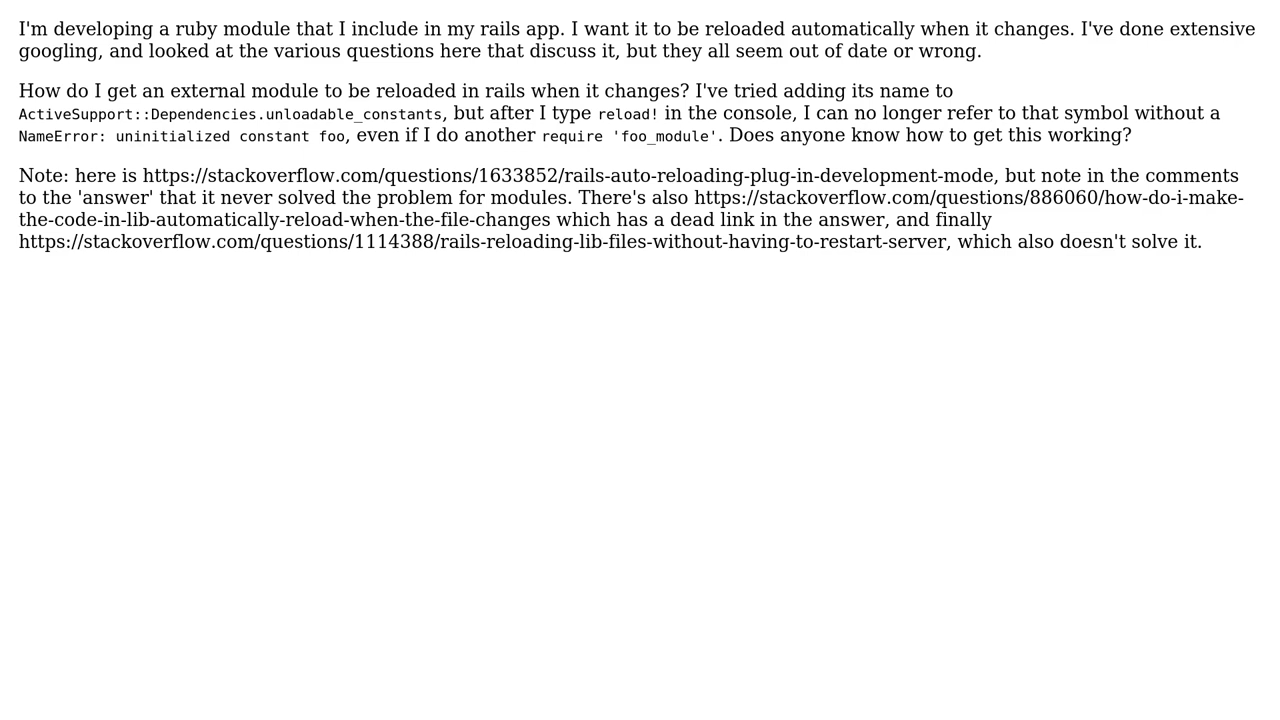 I'm developing a ruby module that I include in my rails app. I want it to be reloaded automatically when it changes. I've done extensive
googling, and looked at the various questions here that discuss it, but they all seem out of date or wrong.
How do I get an external module to be reloaded in rails when it changes? I've tried adding its name to
ActiveSupport::Dependencies.unloadable_constants, but after I type reload! in the console, I can no longer refer to that symbol without a
NameError: uninitialized constant foo, even if I do another require 'foo_module'. Does anyone know how to get this working?
Note: here is https://stackoverflow.com/questions/1633852/rails-auto-reloading-plug-in-development-mode, but note in the comments
to the 'answer' that it never solved the problem for modules. There's also https://stackoverflow.com/questions/886060/how-do-i-make-
the-code-in-lib-automatically-reload-when-the-file-changes which has a dead link in the answer, and finally
https://stackoverflow.com/questions/1114388/rails-reloading-lib-files-without-having-to-restart-server, which also doesn't solve it.